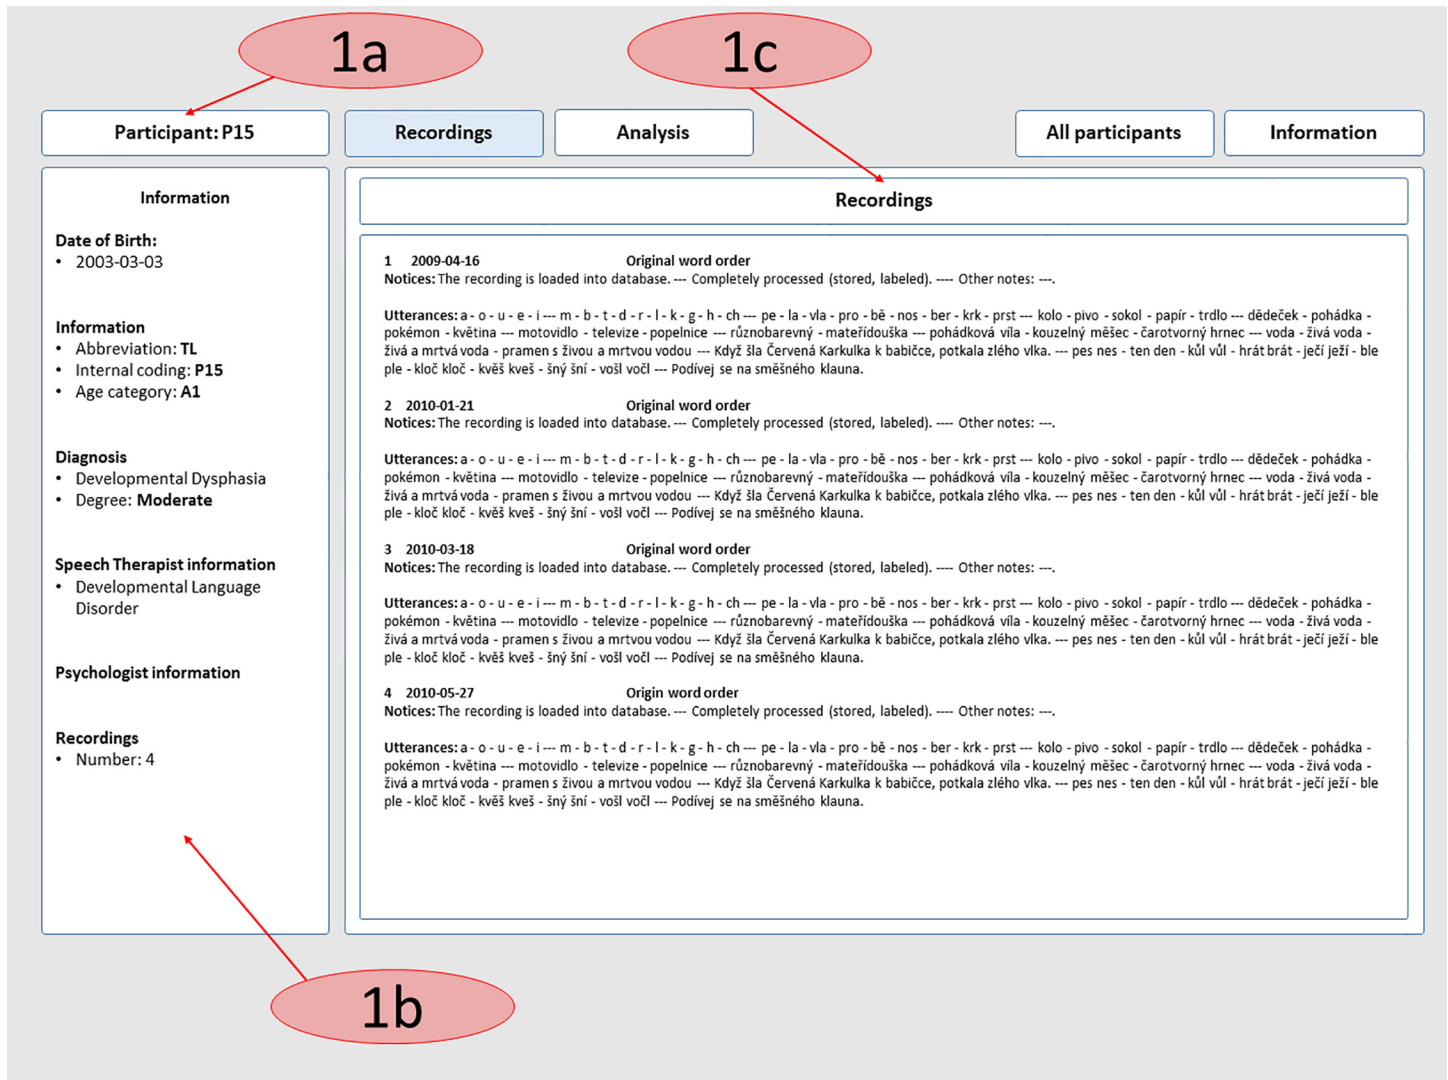 1a
1c
Participant: P15
Recordings
Analysis
All participants
Information
Information
Date of Birth:
• 2003-03-03
Information
• Abbreviation: TL
• Internal coding: P15
• Age category: A1
Diagnosis
• Developmental Dysphasia
• Degree: Moderate
Speech Therapist information
• Developmental Language
Disorder
Psychologist information
Recordings
• Number: 4
Recordings
1 2009-04-16 Original word order
Notices: The recording is loaded into database. --- Completely processed (stored, labeled). ---- Other notes: ---.
Utterances: a - o - u - e - i --- m - b - t - d - r - l - k - g - h - ch --- pe - la - vla - pro - bě - nos - ber - krk - prst --- kolo - pivo - sokol - papír - trdlo --- dědeček - pohádka -
pokémon - květina --- motovidlo - televize - popelnice --- různobarevný - mateřídouška --- pohádková víla - kouzelný měšec - čarotvorný hrnec --- voda - živá voda -
živá a mrtvá voda - pramen s živou a mrtvou vodou --- Když šla Červená Karkulka k babičce, potkala zlého vlka. --- pes nes - ten den - kůl vůl - hrát brát - ječí ježí - ble
ple - kloč kloč - kvěš kveš - šný šní - vošl vočl --- Podívej se na směšného klauna.
2 2010-01-21 Original word order
Notices: The recording is loaded into database. --- Completely processed (stored, labeled). ---- Other notes: ---.
Utterances: a - o - u - e - i --- m - b - t - d - r - l - k - g - h - ch --- pe - la - vla - pro - bě - nos - ber - krk - prst --- kolo - pivo - sokol - papír - trdlo --- dědeček - pohádka -
pokémon - květina --- motovidlo - televize - popelnice --- různobarevný - mateřídouška --- pohádková víla - kouzelný měšec - čarotvorný hrnec --- voda - živá voda -
živá a mrtvá voda - pramen s živou a mrtvou vodou --- Když šla Červená Karkulka k babičce, potkala zlého vlka. --- pes nes - ten den - kůl vůl - hrát brát - ječí ježí - ble
ple - kloč kloč - kvěš kveš - šný šní - vošl vočl --- Podívej se na směšného klauna.
3 2010-03-18 Original word order
Notices: The recording is loaded into database. --- Completely processed (stored, labeled). ---- Other notes: ---.
Utterances: a - o - u - e - i --- m - b - t - d - r - l - k - g - h - ch --- pe - la - vla - pro - bě - nos - ber - krk - prst --- kolo - pivo - sokol - papír - trdlo --- dědeček - pohádka -
pokémon - květina --- motovidlo - televize - popelnice --- různobarevný - mateřídouška --- pohádková víla - kouzelný měšec - čarotvorný hrnec --- voda - živá voda -
živá a mrtvá voda - pramen s živou a mrtvou vodou --- Když šla Červená Karkulka k babičce, potkala zlého vlka. --- pes nes - ten den - kůl vůl - hrát brát - ječí ježí - ble
ple - kloč kloč - kvěš kveš - šný šní - vošl vočl --- Podívej se na směšného klauna.
4 2010-05-27 Origin word order
Notices: The recording is loaded into database. --- Completely processed (stored, labeled). ---- Other notes: ---.
Utterances: a - o - u - e - i --- m - b - t - d - r - l - k - g - h - ch --- pe - la - vla - pro - bě - nos - ber - krk - prst --- kolo - pivo - sokol - papír - trdlo --- dědeček - pohádka -
pokémon - květina --- motovidlo - televize - popelnice --- různobarevný - mateřídouška --- pohádková víla - kouzelný měšec - čarotvorný hrnec --- voda - živá voda -
živá a mrtvá voda - pramen s živou a mrtvou vodou --- Když šla Červená Karkulka k babičce, potkala zlého vlka. --- pes nes - ten den - kůl vůl - hrát brát - ječí ježí - ble
ple - kloč kloč - kvěš kveš - šný šní - vošl vočl --- Podívej se na směšného klauna.
1b